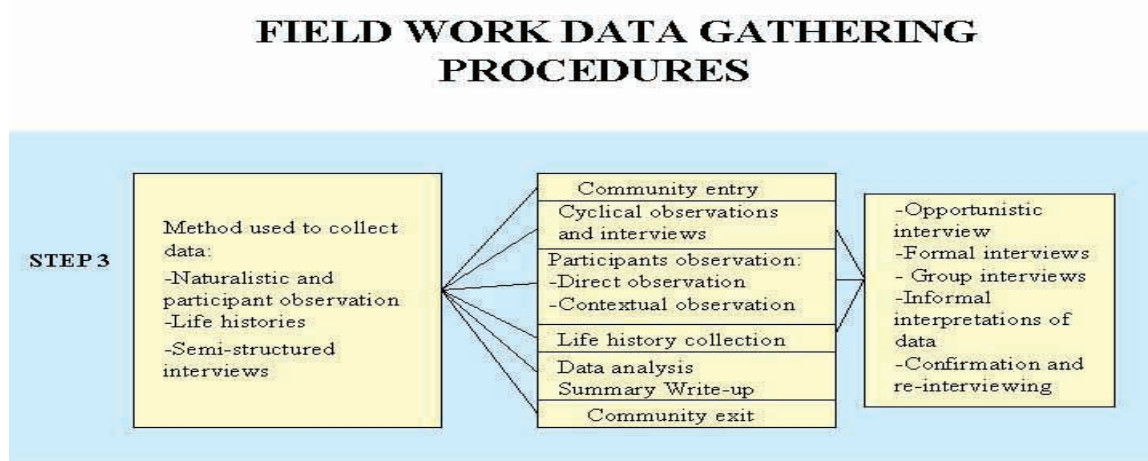 FIELD WORK DATA GATHERING
PROCEDURES
STEP 3
Method used to collect
data:
-Naturalistic and
participant observation
-Life histories
-Semi-structured
interviews
Community entry
Cyclical observations
and interviews
Participants observation:
-Direct observation
-Contextual observation
Life history collection
Data analysis
Summary Write-up
Community exit
-Opportunistic
interview
-Formal interviews
- Group interviews
-Informal
interpretations of
data
-Confirmation and
re-interviewing